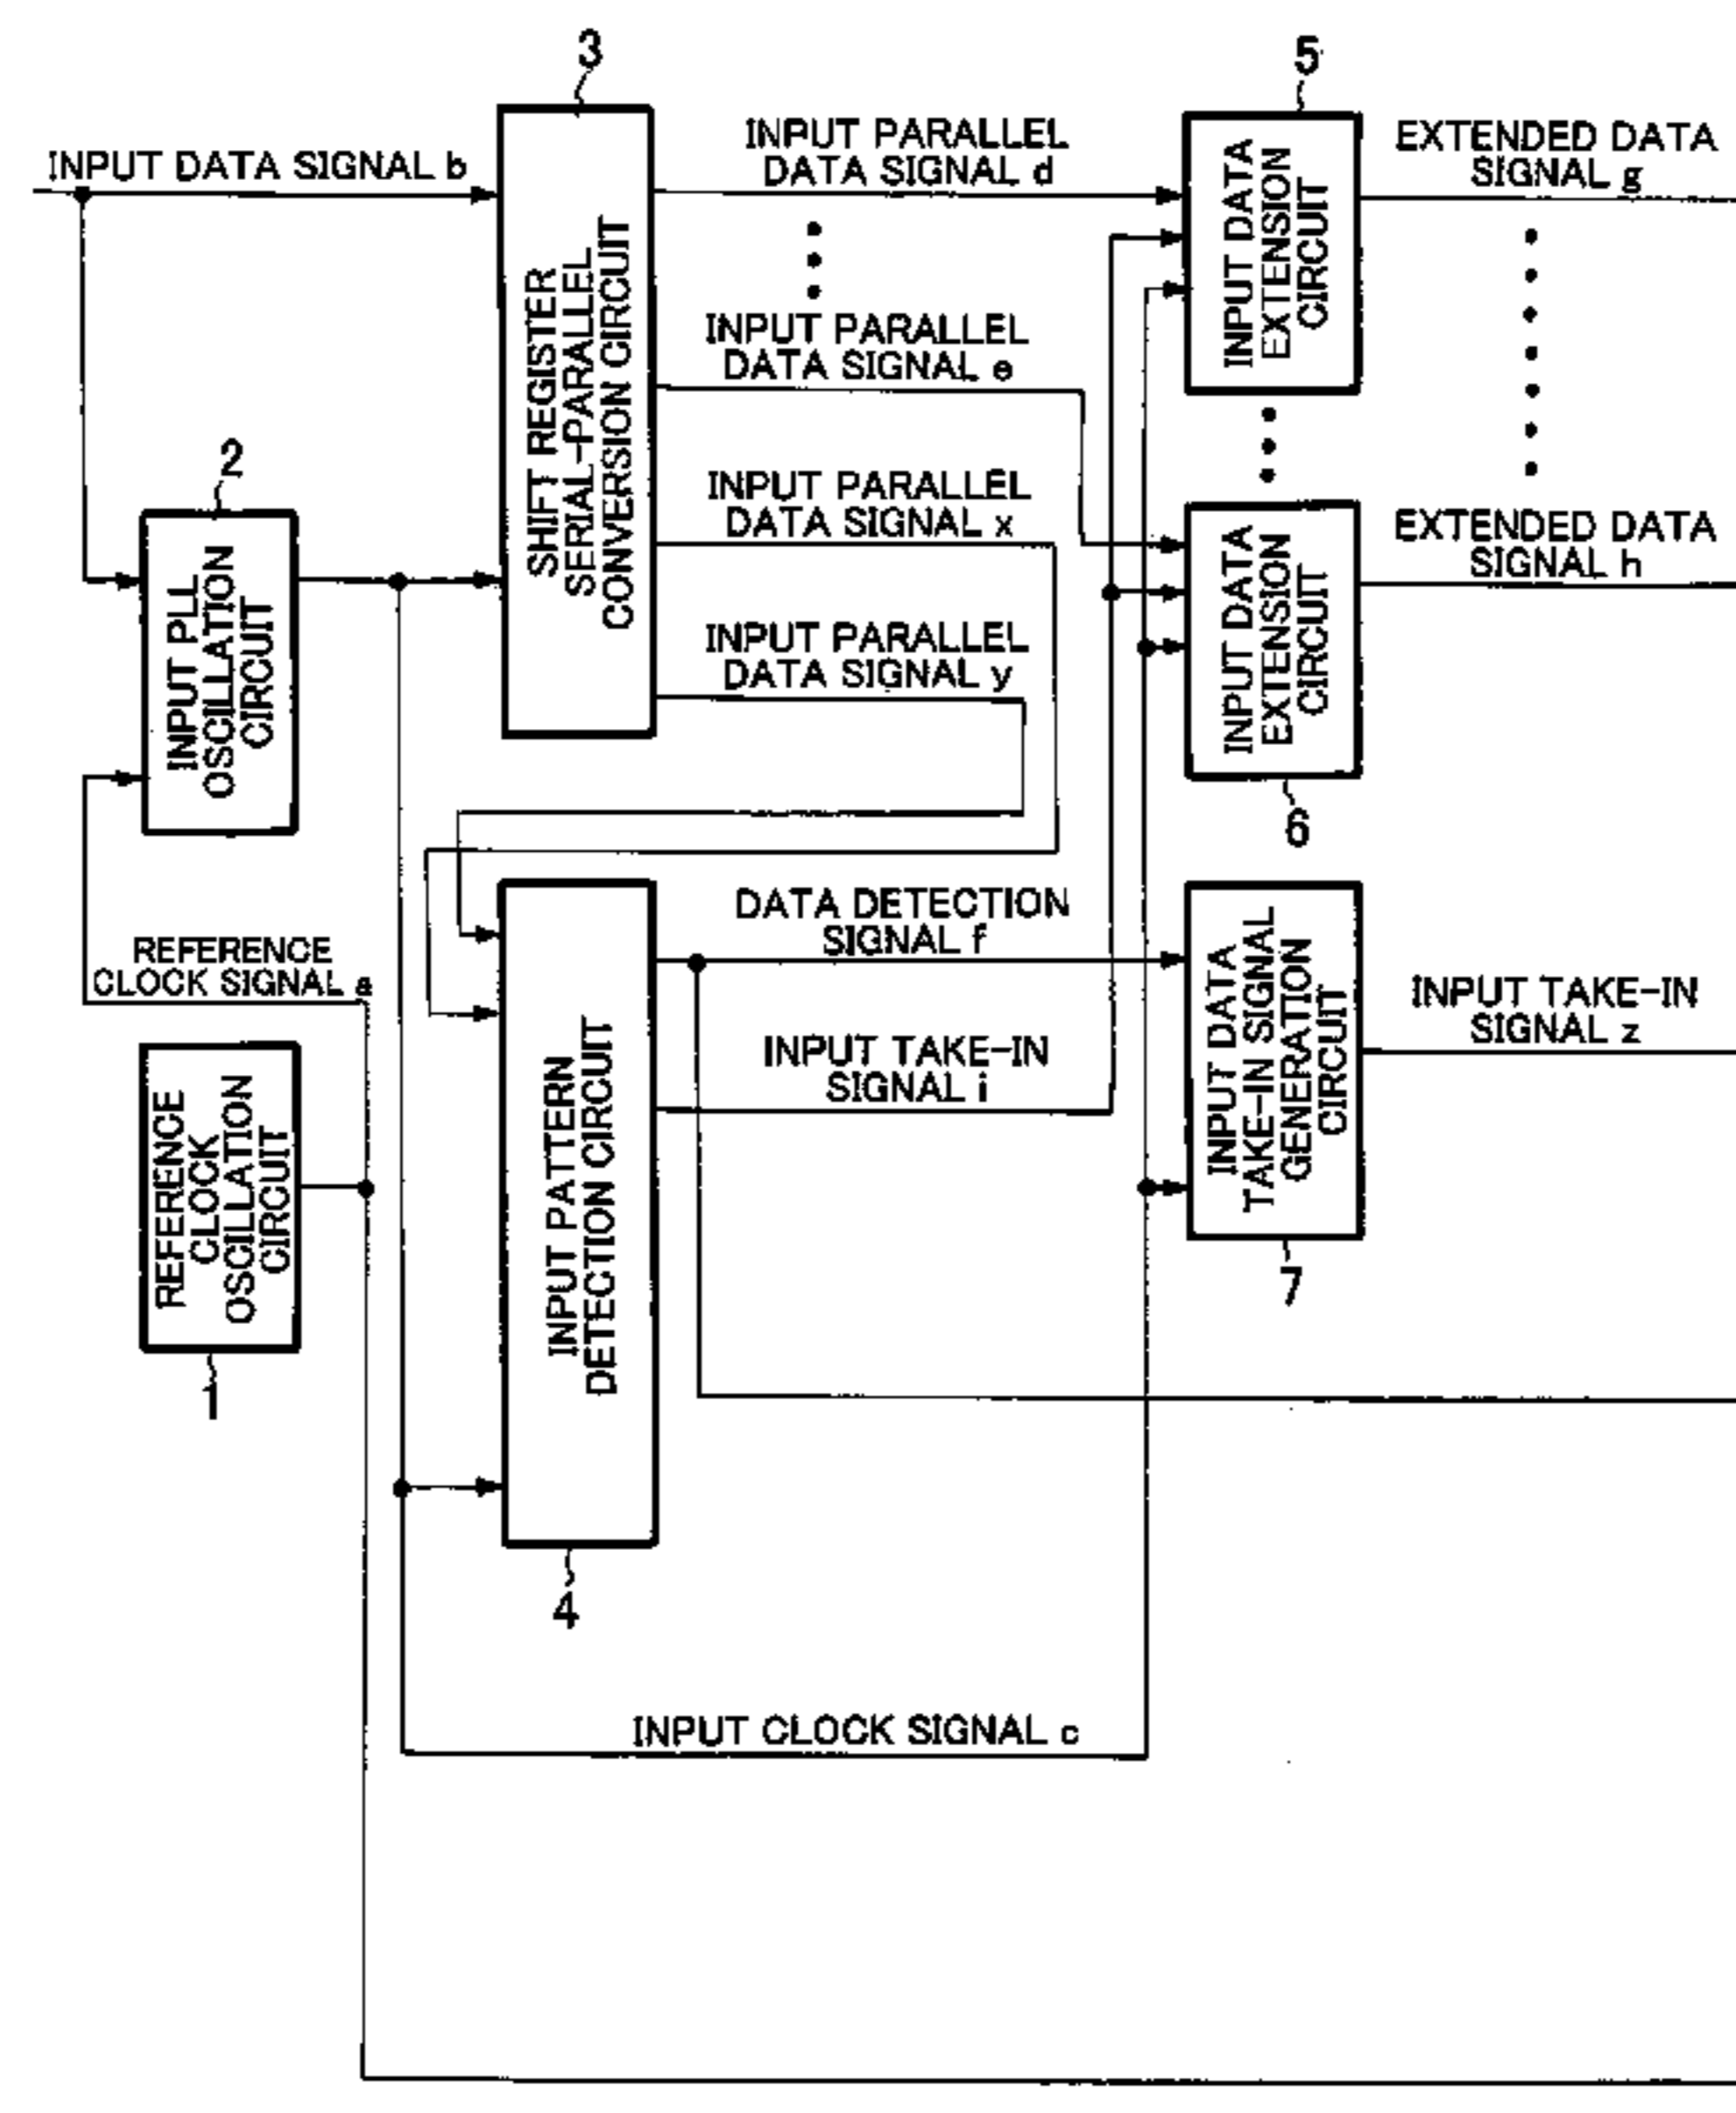 3
5
INPUT DATA SIGNAL b
INPUT PARALLEL
DATA SIGNAL d
EXTENDED DATA
SIGNAL g
SHIFT REGISTER
SERIAL-PARALLEL
CONVERSION CIRCUIT
INPUT DATA
EXTENSION
CIRCUIT
INPUT PARALLEL
DATA SIGNAL e
2
INPUT PLL
OSCILLATION
CIRCUIT
INPUT PARALLEL
DATA SIGNAL x
EXTENDED DATA
SIGNAL h
INPUT DATA
EXTENSION
CIRCUIT
INPUT PARALLEL
DATA SIGNAL y
6
DATA DETECTION
SIGNAL f
REFERENCE
CLOCK SIGNAL a
INPUT DATA
TAKE-IN SIGNAL
GENERATION
CIRCUIT
INPUT TAKE-IN
SIGNAL z
INPUT TAKE-IN
SIGNAL i
REFERENCE
CLOCK
OSCILLATION
CIRCUIT
INPUT PATTERN
DETECTION CIRCUIT
7
1
4
INPUT CLOCK SIGNAL c